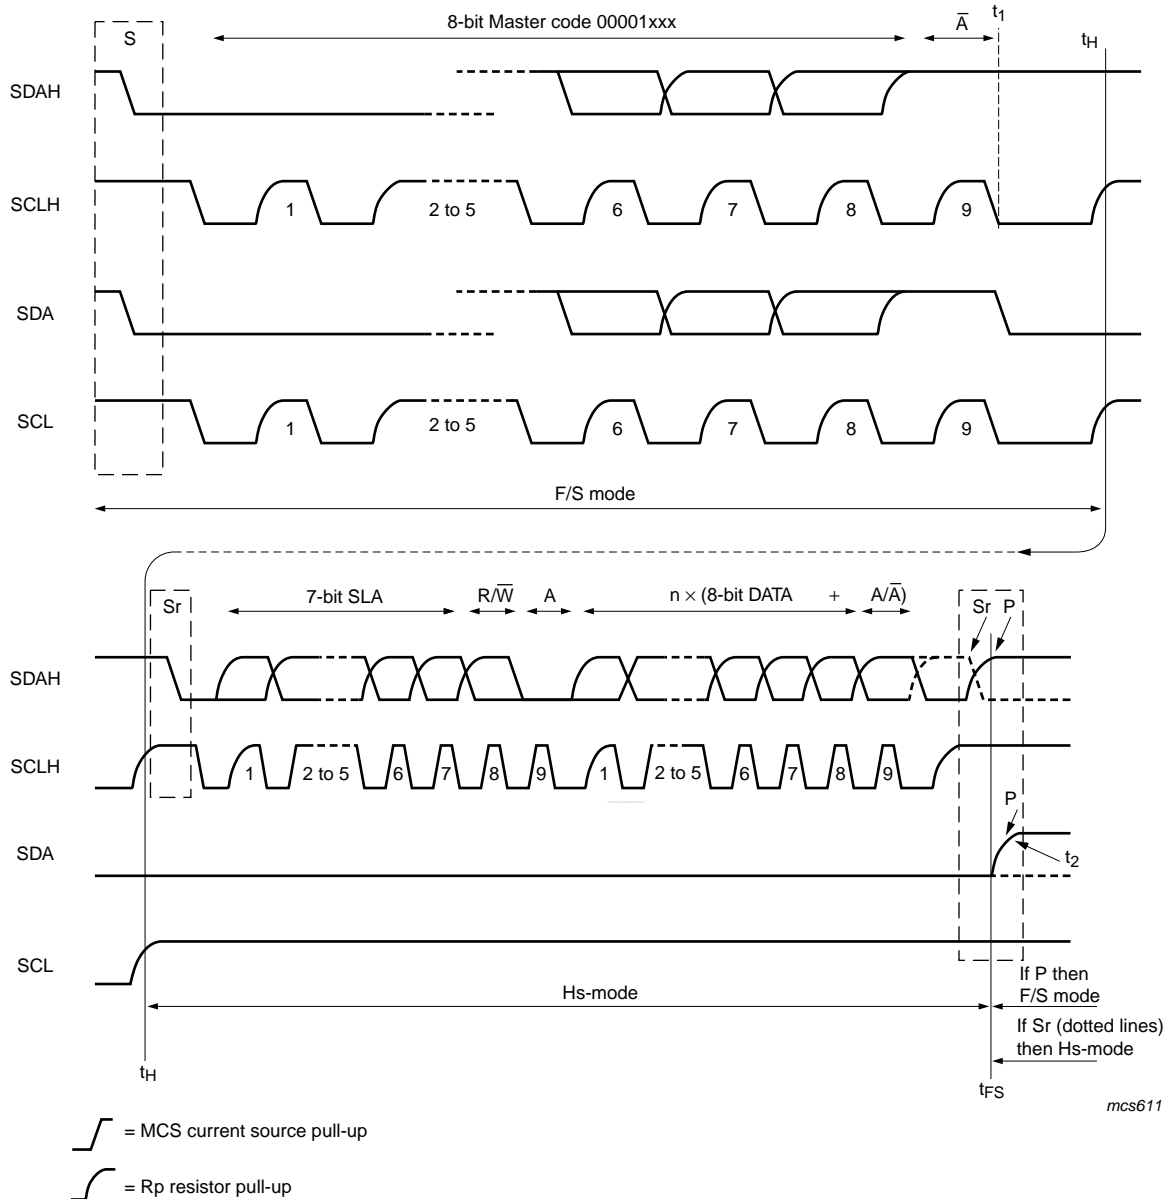 S
8-bit Master code 00001xxx
A̅
t1
tH
SDAH
SCLH
1
2 to 5
6
7
8
9
SDA
SCL
1
2 to 5
6
7
8
9
F/S mode
Sr
7-bit SLA
R/W̅
A
n × (8-bit DATA + A/A̅)
Sr P
SDAH
SCLH
1
2 to 5
6
7
8
9
1
2 to 5
6
7
8
9
P
SDA
t2
SCL
Hs-mode
If P then
F/S mode
If Sr (dotted lines)
then Hs-mode
tH
tFS
mcs611
= MCS current source pull-up
= Rp resistor pull-up